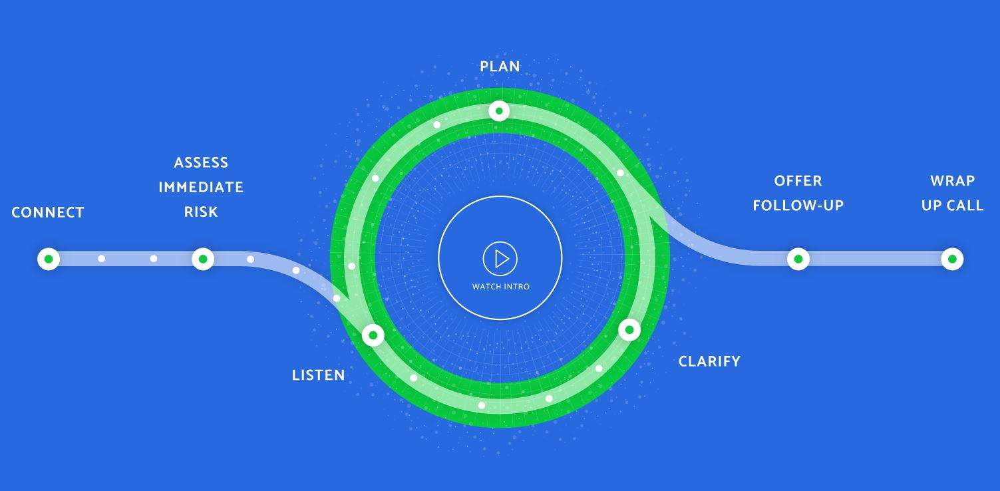 CONNECT
ASSESS
IMMEDIATE
RISK
LISTEN
PLAN
WATCH INTRO
CLARIFY
OFFER
FOLLOW-UP
WRAP
UP CALL